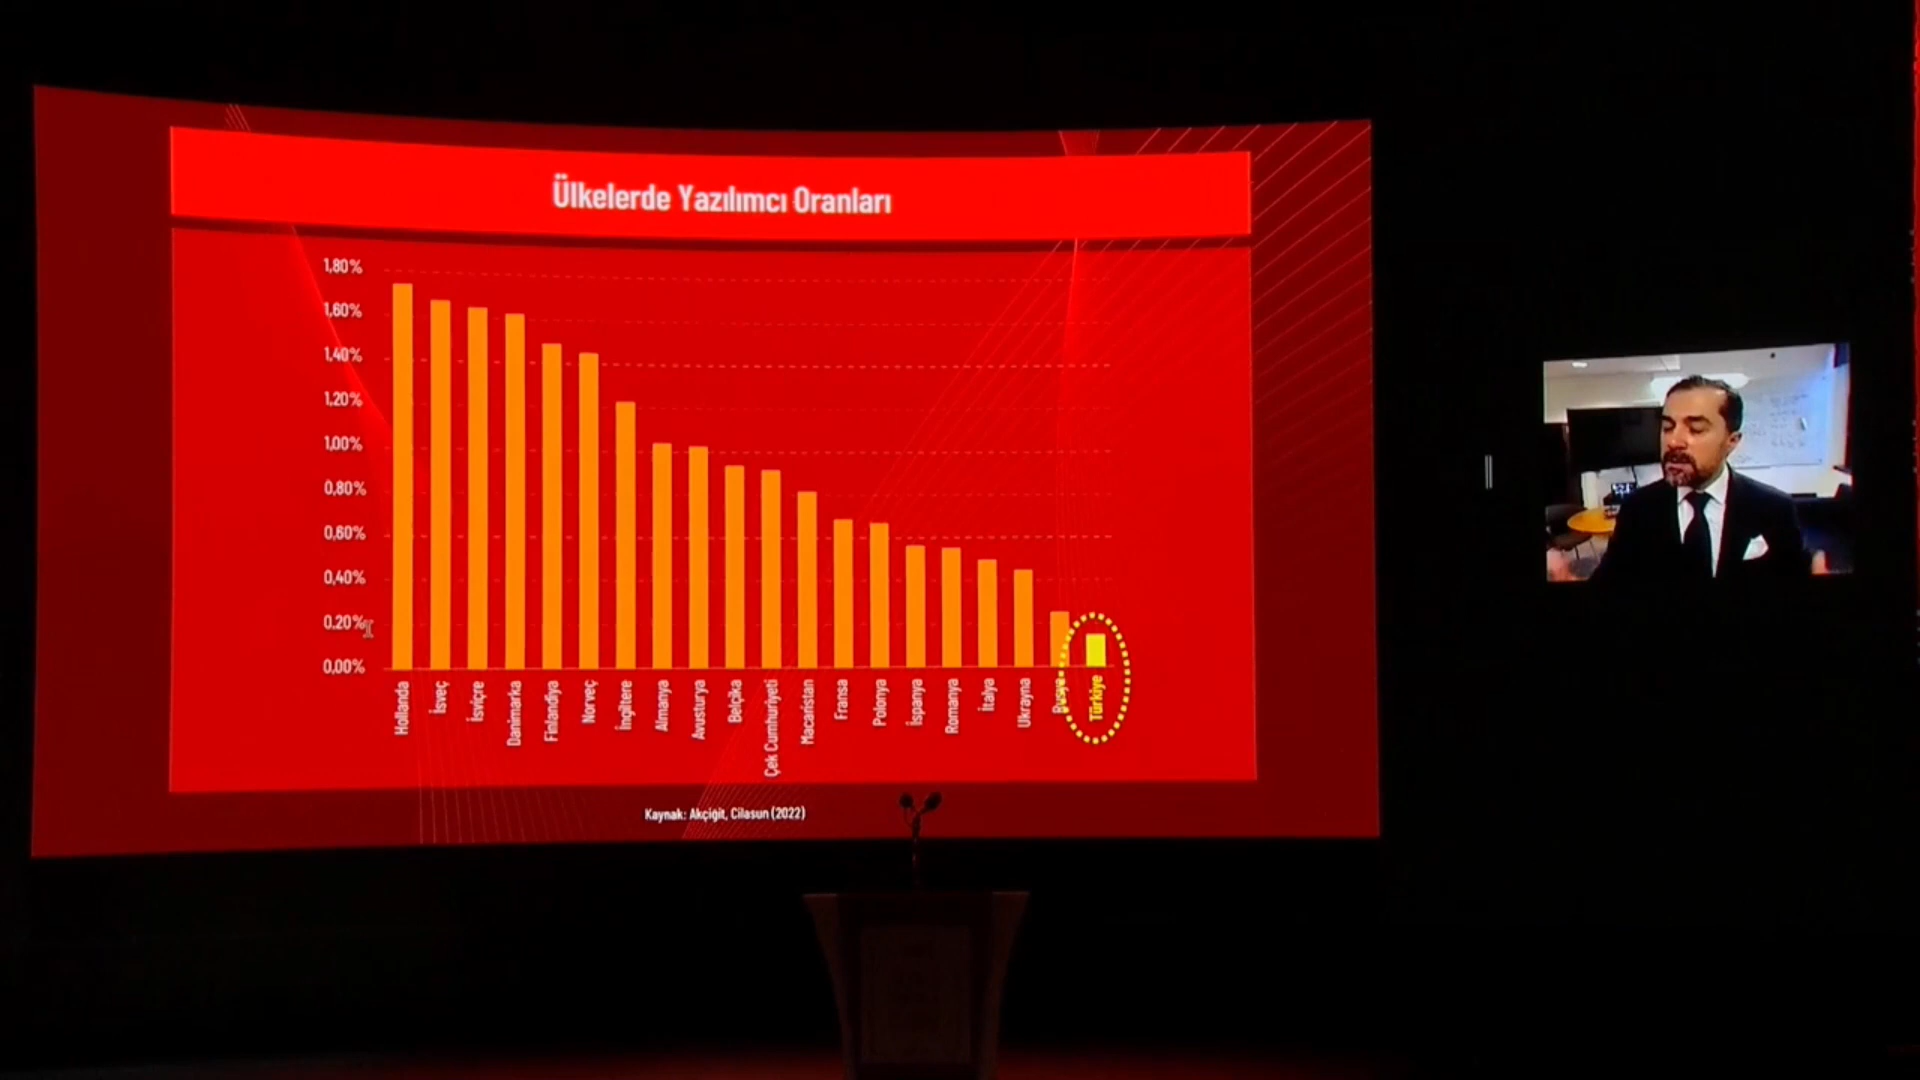 Ülkelerde Yazılımcı Oranları
1,80%
1,60%
1,40%
1,20%
1,00%
0,80%
0,60%
0,40%
0,20%
0,00%
Hollanda
İsveç
İsviçre
Danimarka
Finlandiya
Norveç
İngiltere
Almanya
Avusturya
Belçika
Çek Cumhuriyeti
Macaristan
Fransa
Polonya
İspanya
Romanya
İtalya
Ukrayna
Rusya
Türkiye
Kaynak: Akçiğit, Cilasun (2022)